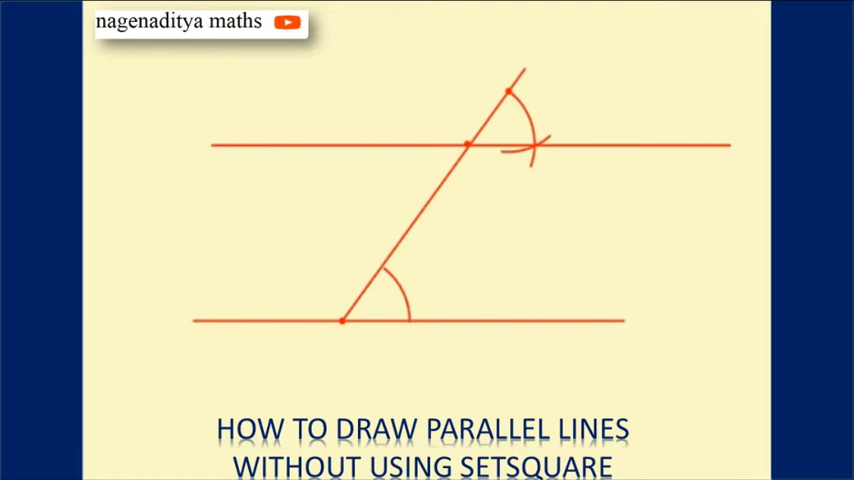 nagenaditya maths
HOW TO DRAW PARALLEL LINES
WITHOUT USING SETSQUARE